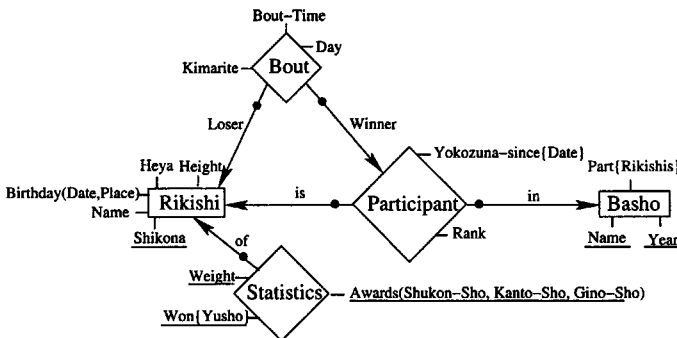 Bout-Time
Day
Kimarite
Bout
Loser
Winner
Yokozuna-since{Date}
Heya
Height
Part{Rikishis}
Birthday(Date,Place)
Rikishi
is
Participant
in
Basho
Name
Shikona
Rank
Name
Year
of
Weight
Statistics
Awards(Shukon-Sho, Kanto-Sho, Gino-Sho)
Won{Yusho}